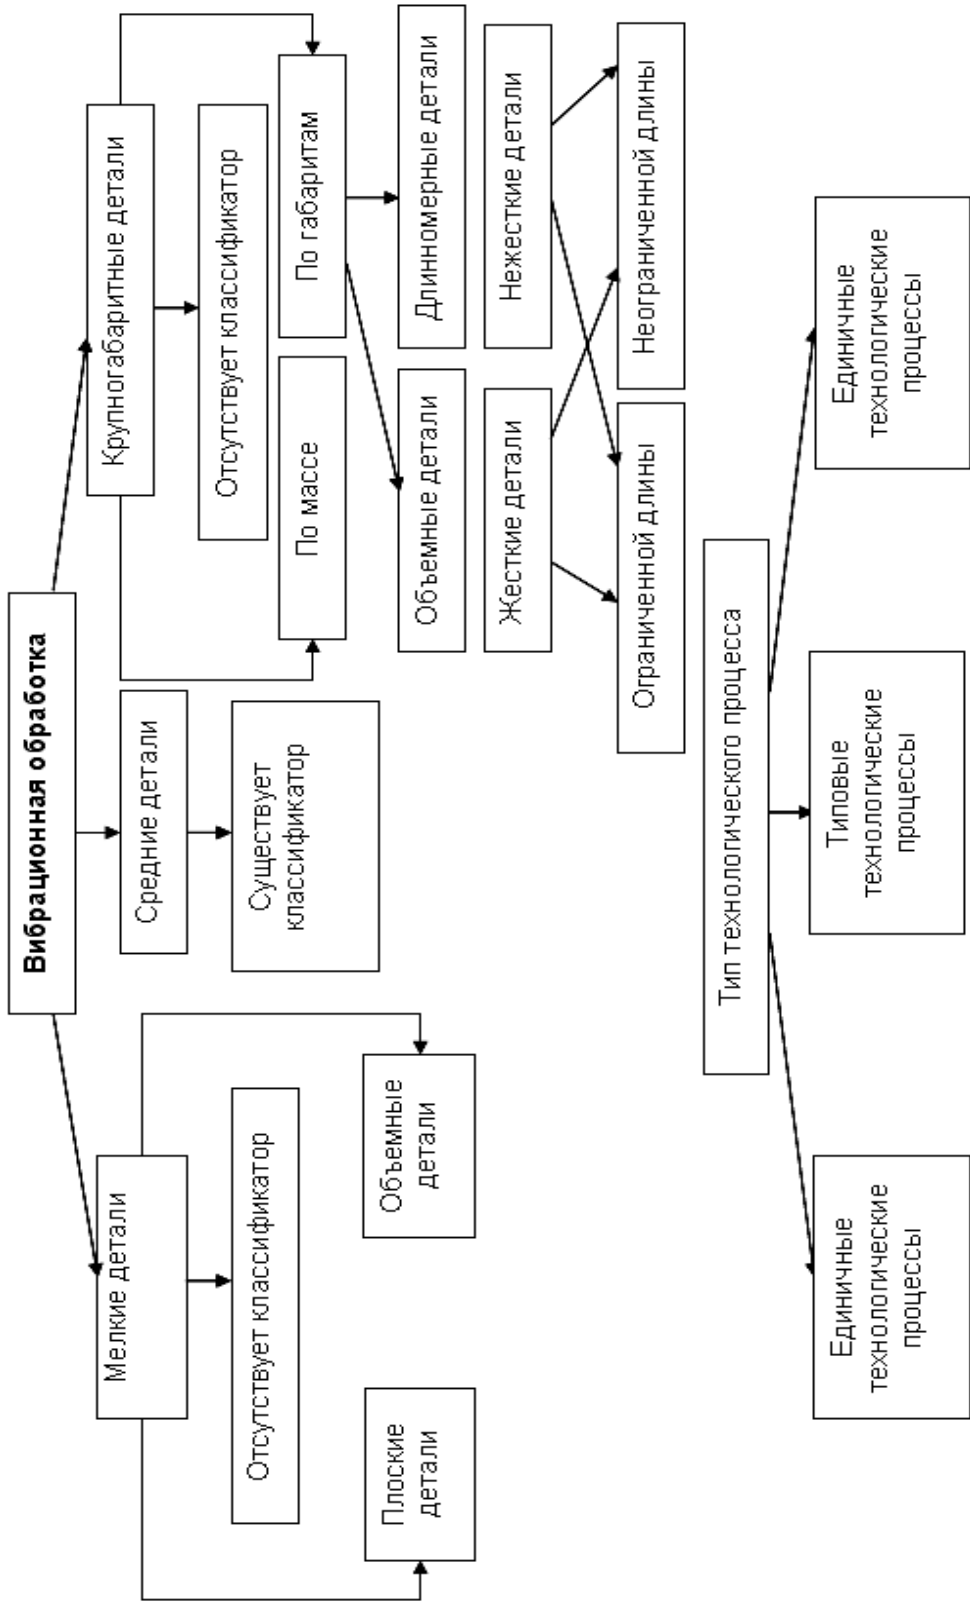 Вибрационная обработка
Мелкие детали
Средние детали
Крупногабаритные детали
Отсутствует классификатор
Существует
классификатор
Отсутствует классификатор
Плоские
детали
Объемные
детали
По массе
По габаритам
Объемные детали
Длинномерные детали
Жесткие детали
Нежесткие детали
Ограниченной длины
Неограниченной длины
Тип технологического процесса
Единичные
технологические
процессы
Типовые
технологические
процессы
Единичные
технологические
процессы